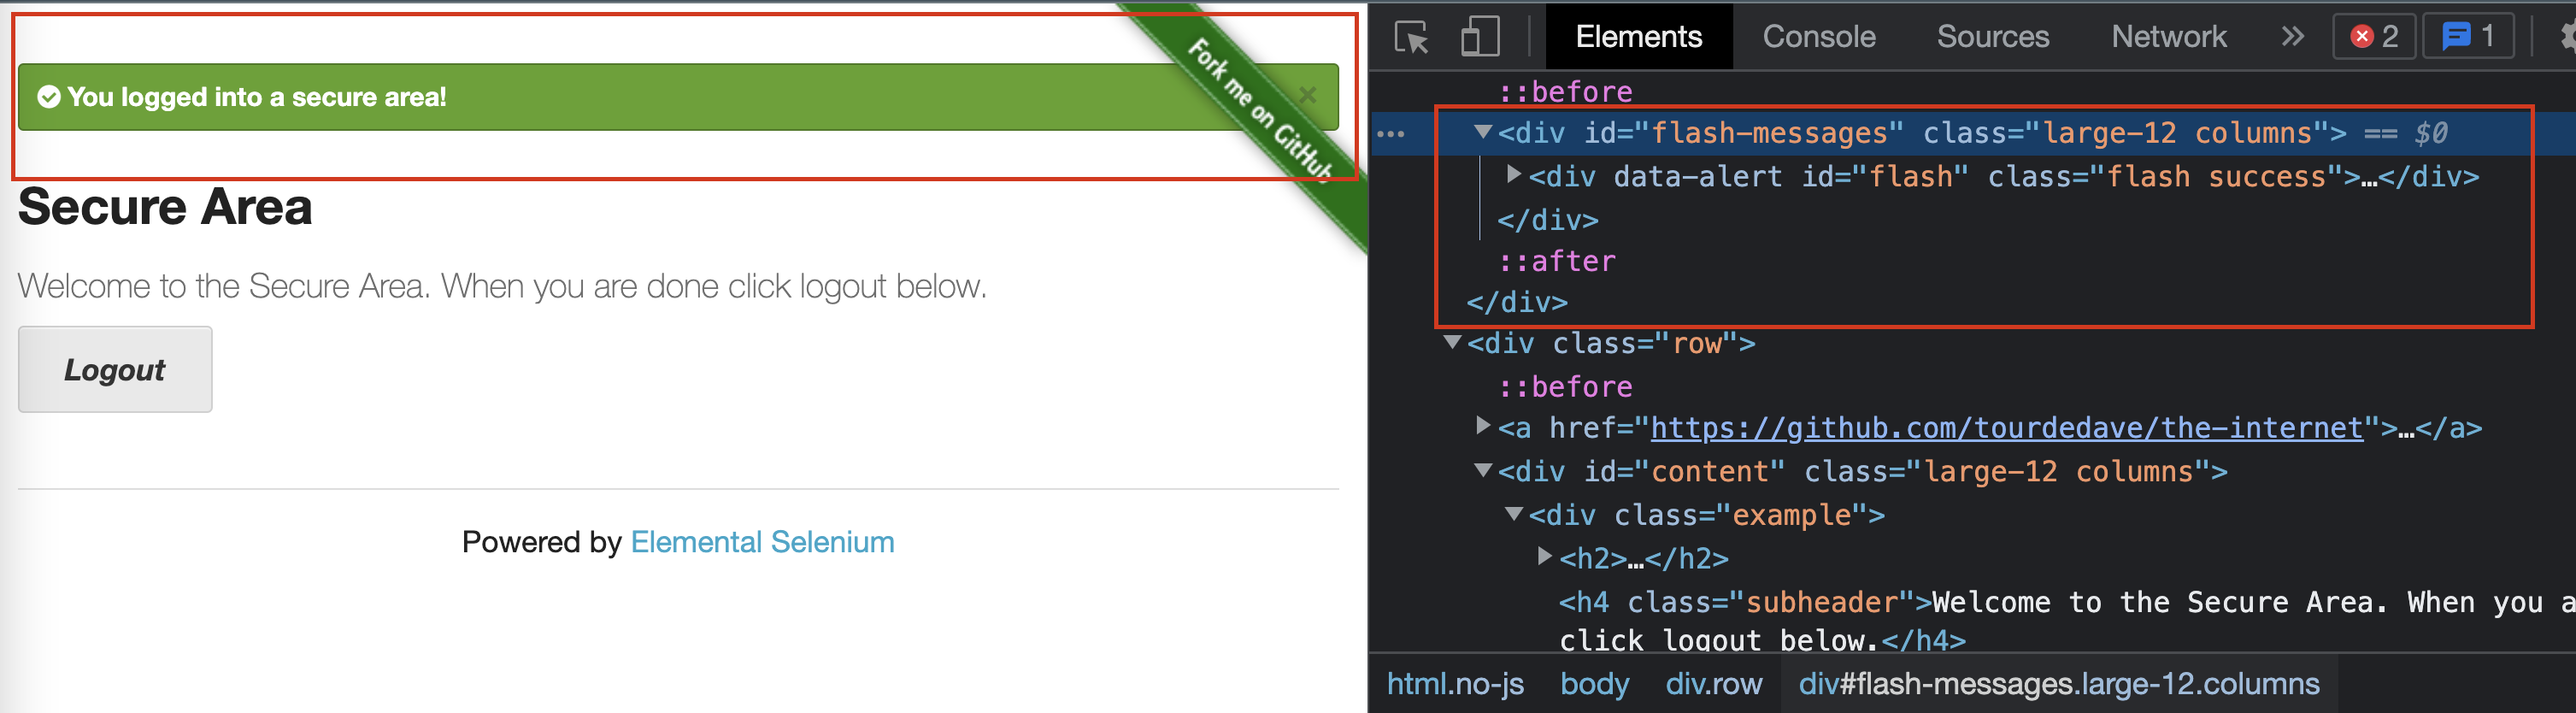 You logged into a secure area!
×
Fork me on GitHub
Secure Area
Welcome to the Secure Area. When you are done click logout below.
Logout
Powered by Elemental Selenium
Elements Console Sources Network » 2 1
::before
… <div id="flash-messages" class="large-12 columns"> == $0
<div data-alert id="flash" class="flash success">…</div>
</div>
::after
</div>
<div class="row">
::before
<a href="https://github.com/tourdedave/the-internet">…</a>
<div id="content" class="large-12 columns">
<div class="example">
<h2>…</h2>
<h4 class="subheader">Welcome to the Secure Area. When you a
click logout below.</h4>
html.no-js body div.row div#flash-messages.large-12.columns